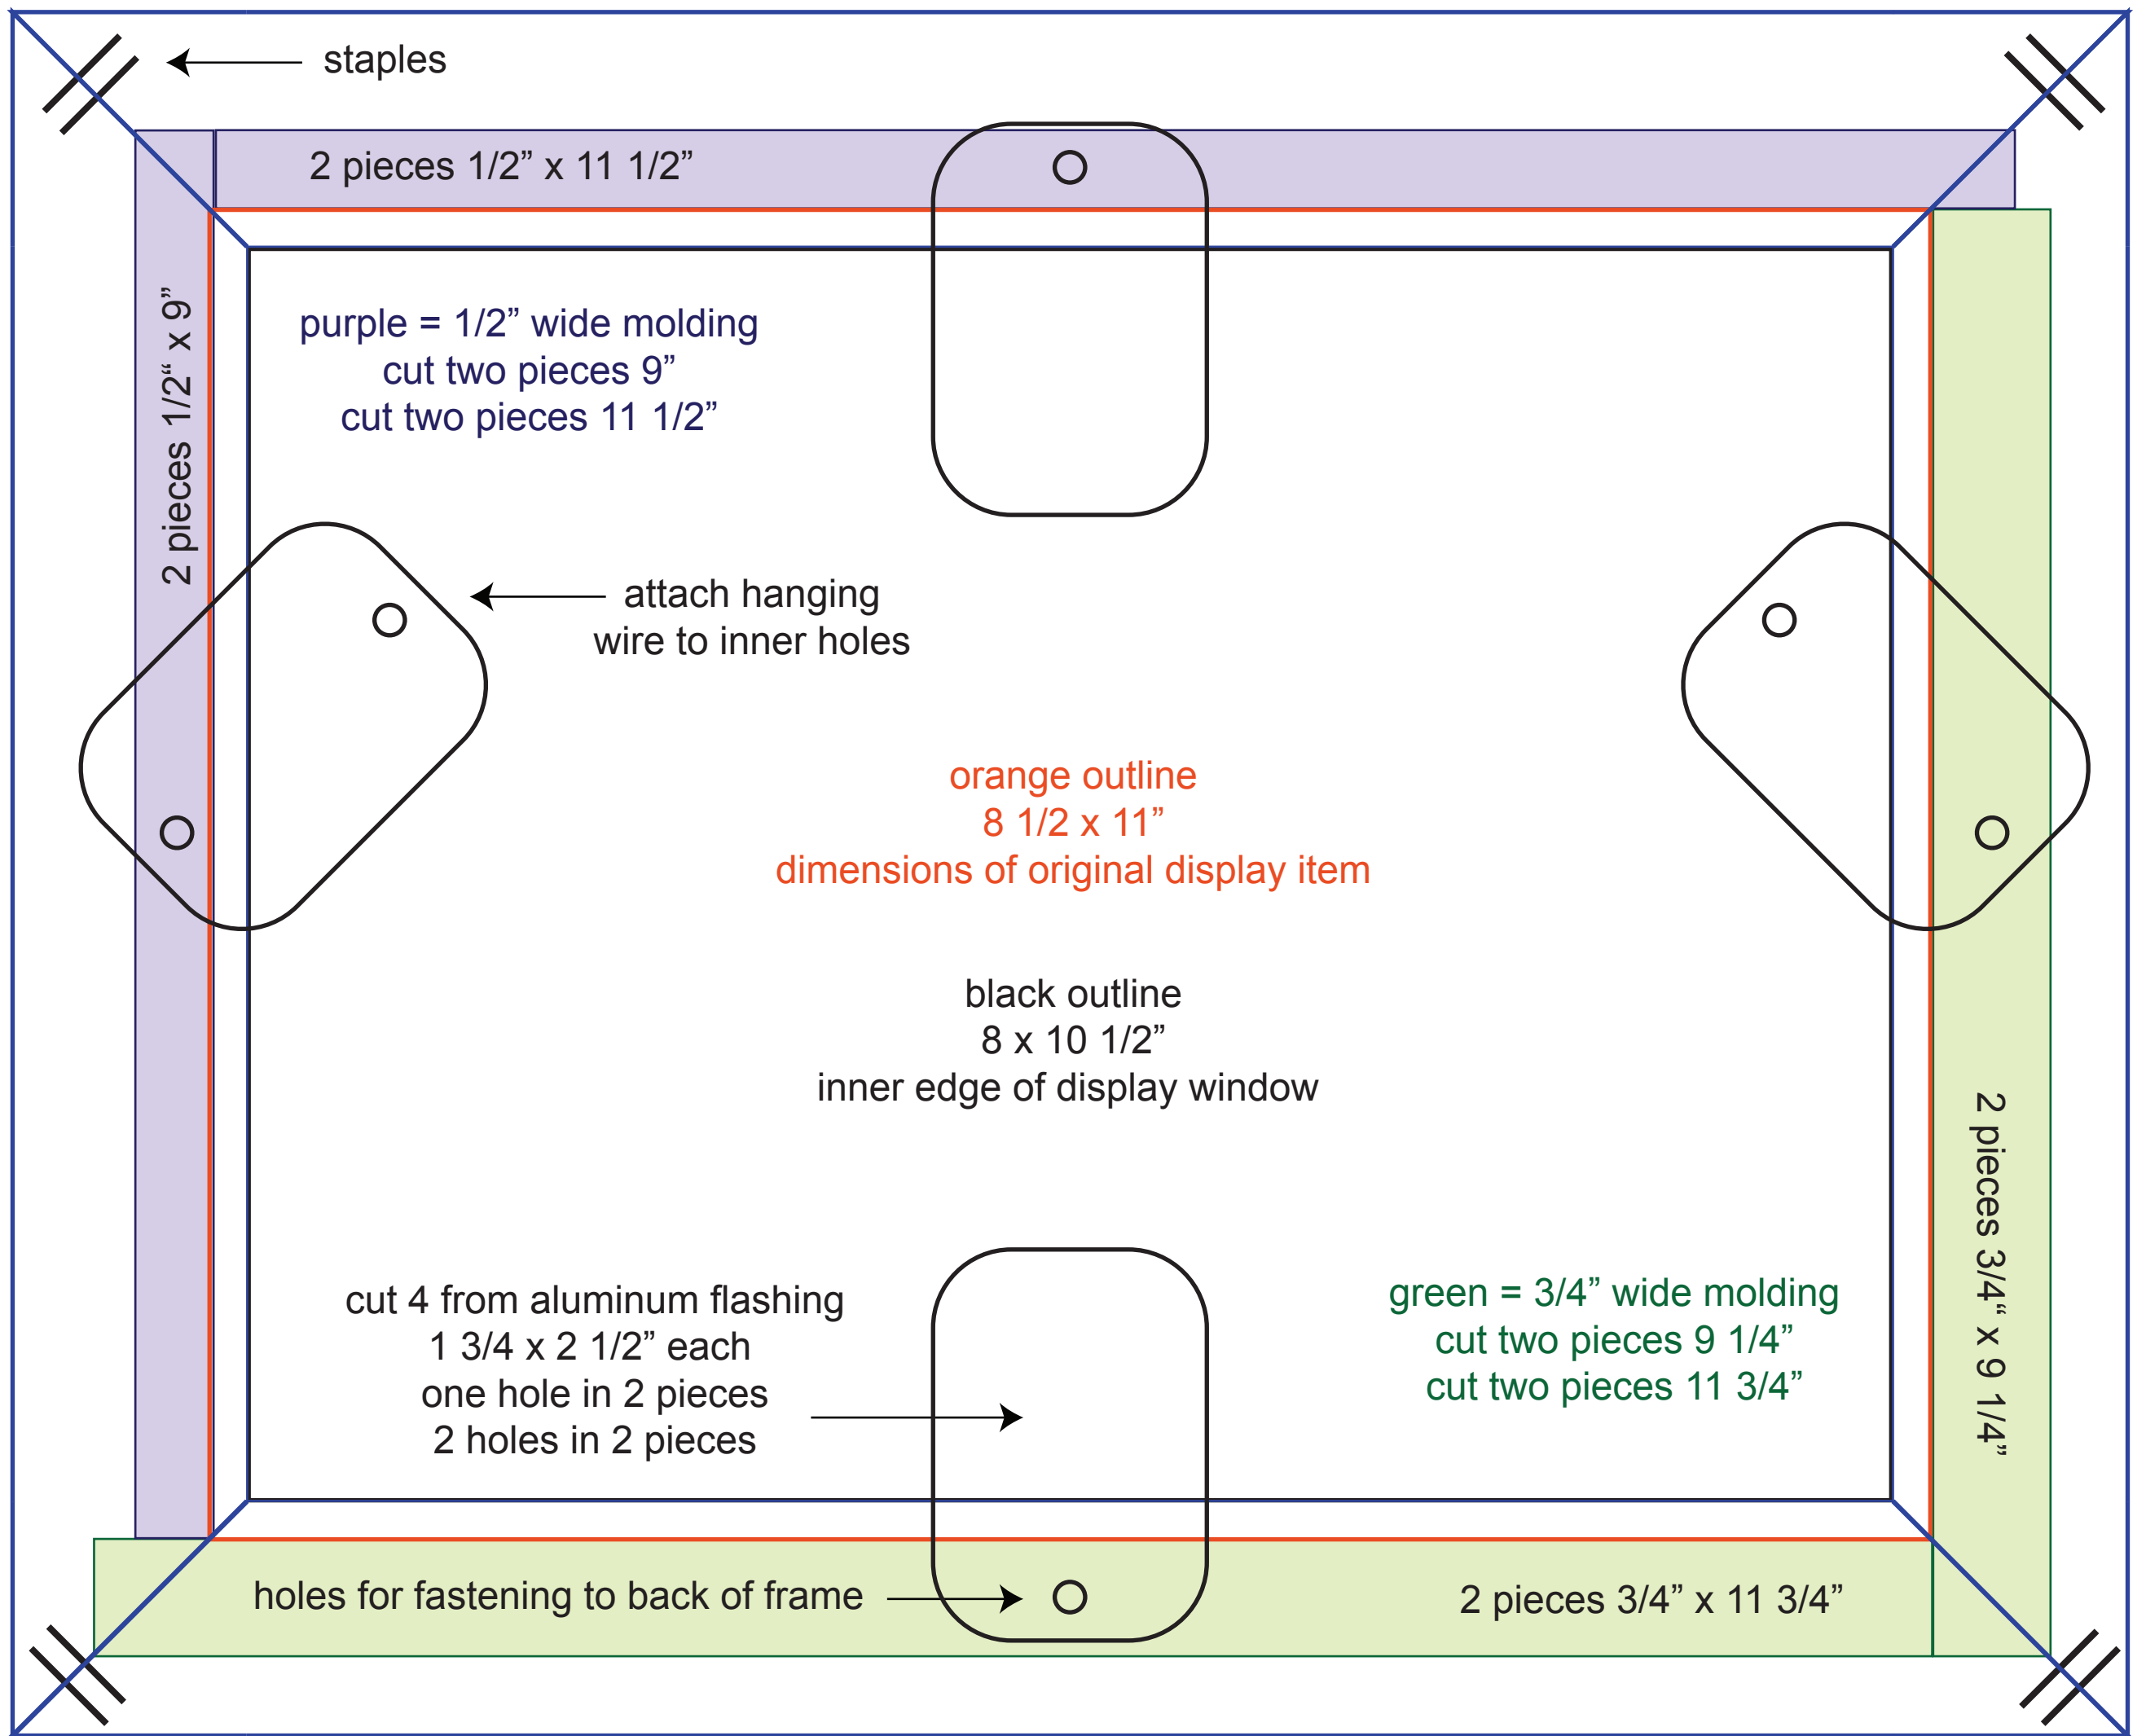 staples
2 pieces 1/2” x 11 1/2”
2 pieces 1/2“ x 9”
purple = 1/2” wide molding
cut two pieces 9”
cut two pieces 11 1/2”
attach hanging
wire to inner holes
orange outline
8 1/2 x 11”
dimensions of original display item
black outline
8 x 10 1/2”
inner edge of display window
cut 4 from aluminum flashing
1 3/4 x 2 1/2” each
one hole in 2 pieces
2 holes in 2 pieces
green = 3/4” wide molding
cut two pieces 9 1/4”
cut two pieces 11 3/4”
2 pieces 3/4“ x 9 1/4”
holes for fastening to back of frame
2 pieces 3/4” x 11 3/4”